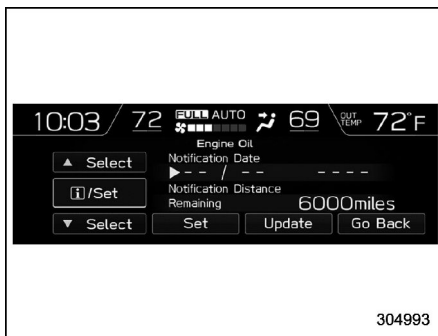 10:03 72 FULL AUTO 69 OUT TEMP 72°F
Engine Oil
▲ Select
Notification Date
▶-- / -- ----
i/Set
Notification Distance
Remaining 6000miles
▼ Select Set Update Go Back
304993